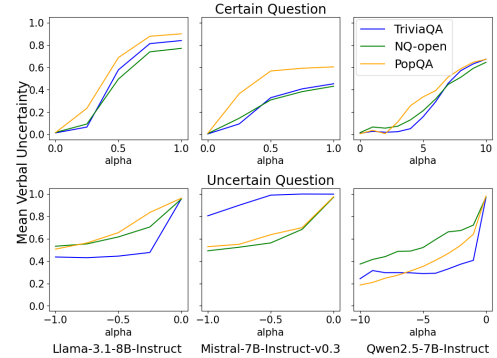 Certain Question
1.0
0.8
0.6
0.4
0.2
0.0
0.0 0.5 1.0
alpha
0.0 0.5 1.0
alpha
TriviaQA
NQ-open
PopQA
0 5 10
alpha
Mean Verbal Uncertainty
Uncertain Question
1.0
0.8
0.6
0.4
0.2
0.0
−1.0 −0.5 0.0
alpha
−1.0 −0.5 0.0
alpha
−10 −5 0
alpha
Llama-3.1-8B-Instruct Mistral-7B-Instruct-v0.3 Qwen2.5-7B-Instruct